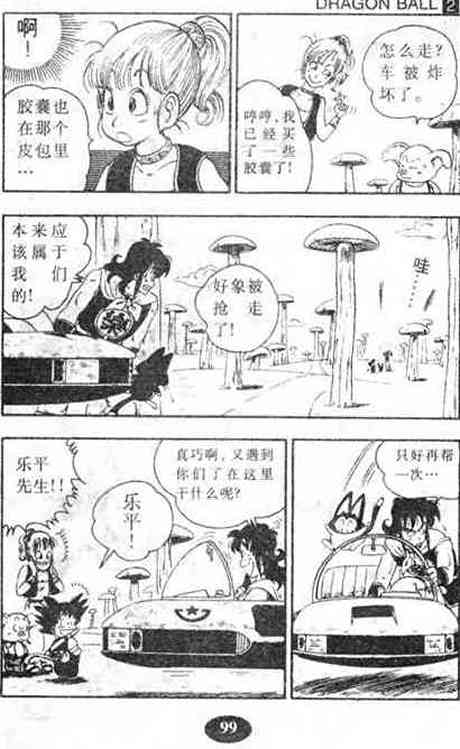 DRAGON BALL 2
怎么走?
车被炸
坏了。
哼哼,我
已经买
了一些
胶囊了!
啊!
胶囊也
在那个
皮包里
…
哇……
好象被
抢走
了!
本来应
该属于
我们
的!
只好再帮
一次…
真巧啊,又遇到
你们了在这里
干什么呢?
乐平!
乐平
先生!!
99